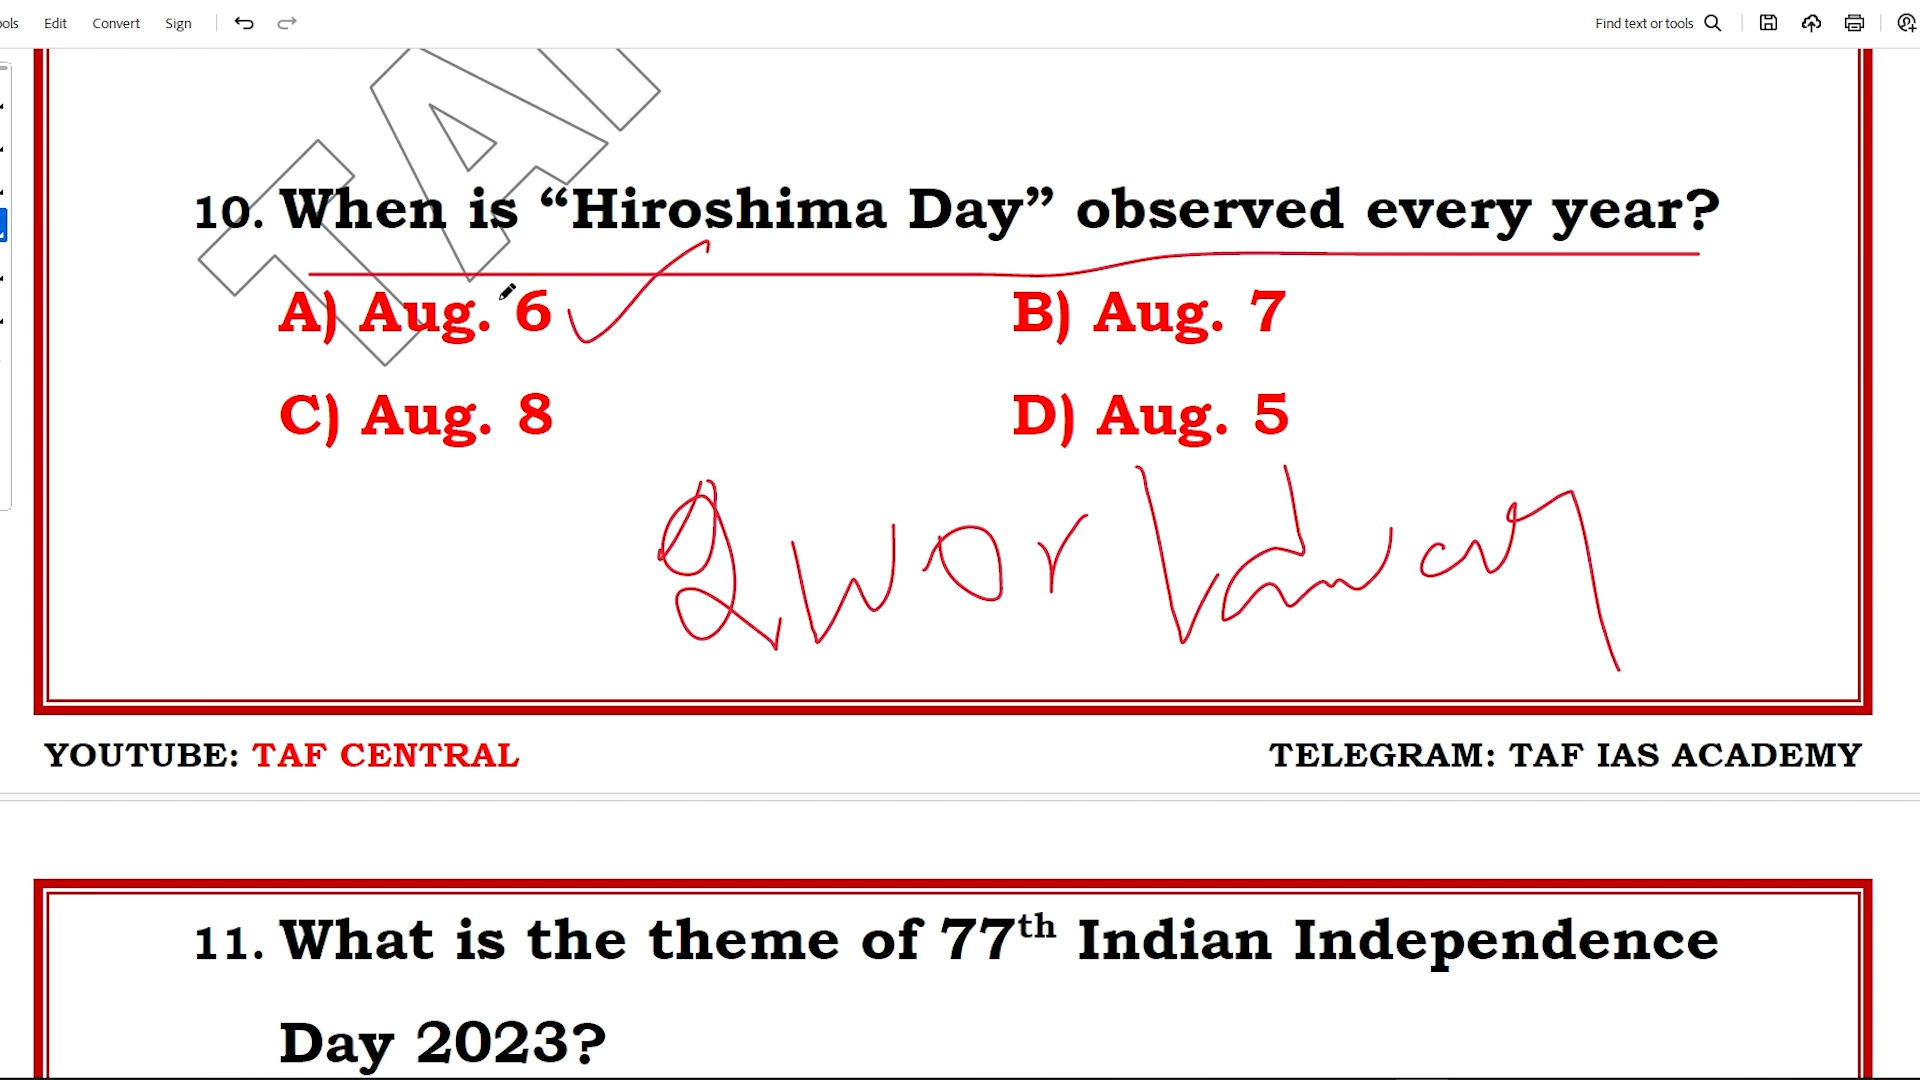 ols Edit Convert Sign Find text or tools
TAF
10. When is “Hiroshima Day” observed every year?
A) Aug. 6 B) Aug. 7
C) Aug. 8 D) Aug. 5
YOUTUBE: TAF CENTRAL TELEGRAM: TAF IAS ACADEMY
11. What is the theme of 77th Indian Independence
Day 2023?